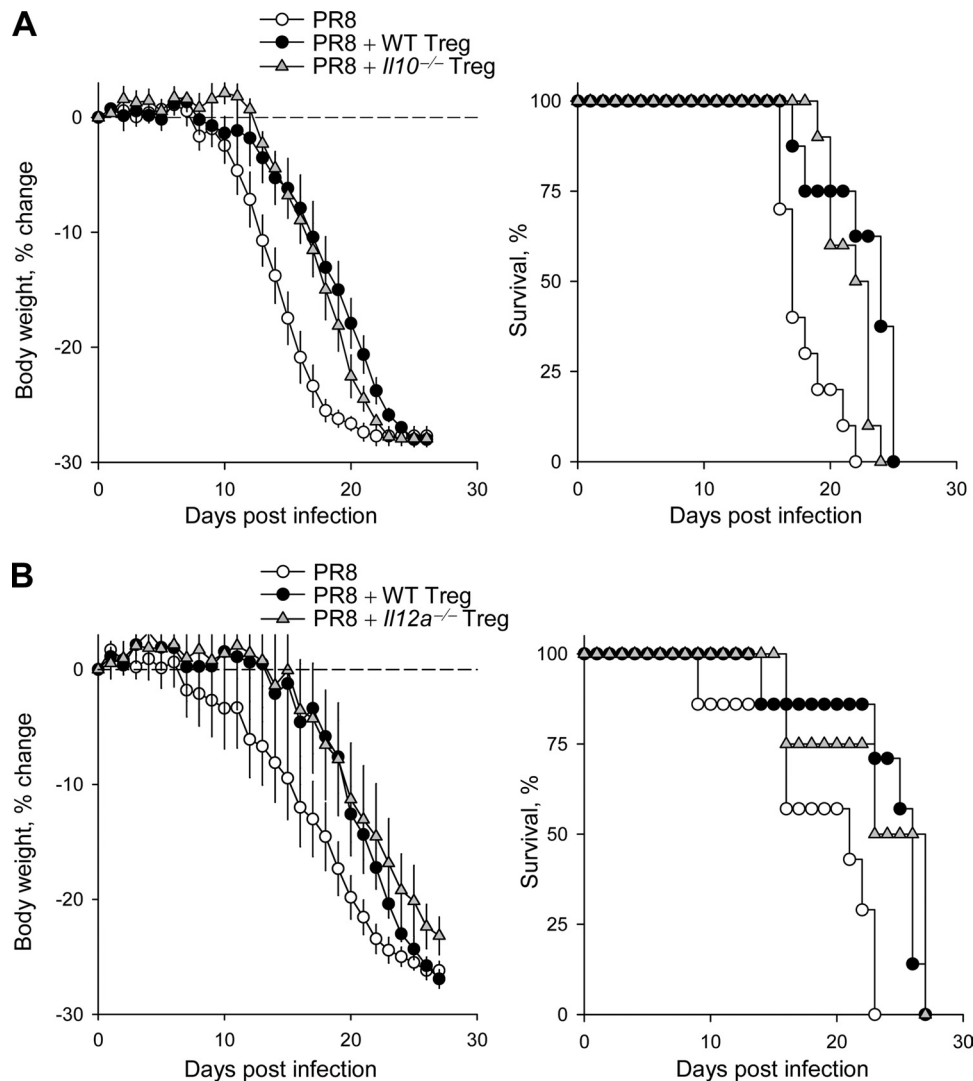 A
PR8
PR8 + WT Treg
PR8 + Il10–/– Treg
0
-10
-20
-30
Body weight, % change
0
10
20
30
Days post infection
100
75
50
25
0
Survival, %
0
10
20
30
Days post infection
B
PR8
PR8 + WT Treg
PR8 + Il12a–/– Treg
0
-10
-20
-30
Body weight, % change
0
10
20
30
Days post infection
100
75
50
25
0
Survival, %
0
10
20
30
Days post infection